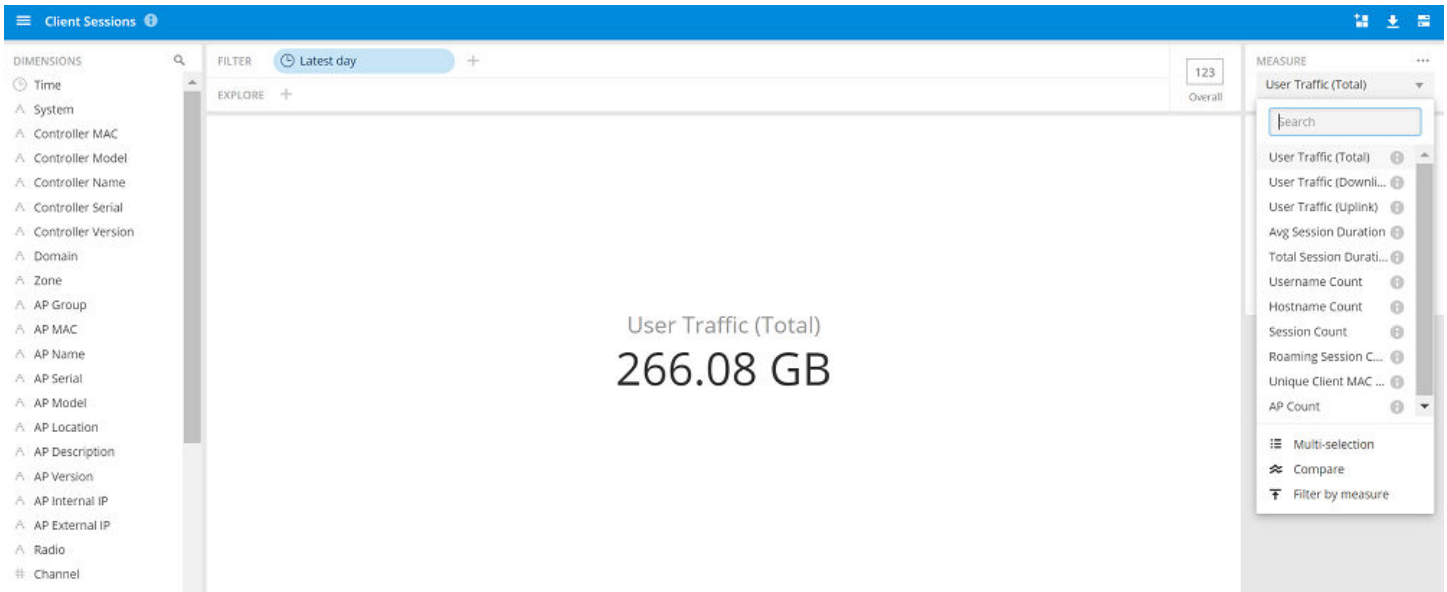 Client Sessions
DIMENSIONS
Time
System
Controller MAC
Controller Model
Controller Name
Controller Serial
Controller Version
Domain
Zone
AP Group
AP MAC
AP Name
AP Serial
AP Model
AP Location
AP Description
AP Version
AP Internal IP
AP External IP
Radio
Channel
FILTER Latest day
EXPLORE
123
Overall
User Traffic (Total)
266.08 GB
MEASURE
User Traffic (Total)
Search
User Traffic (Total)
User Traffic (Downli...
User Traffic (Uplink)
Avg Session Duration
Total Session Durati...
Username Count
Hostname Count
Session Count
Roaming Session C...
Unique Client MAC ...
AP Count
Multi-selection
Compare
Filter by measure